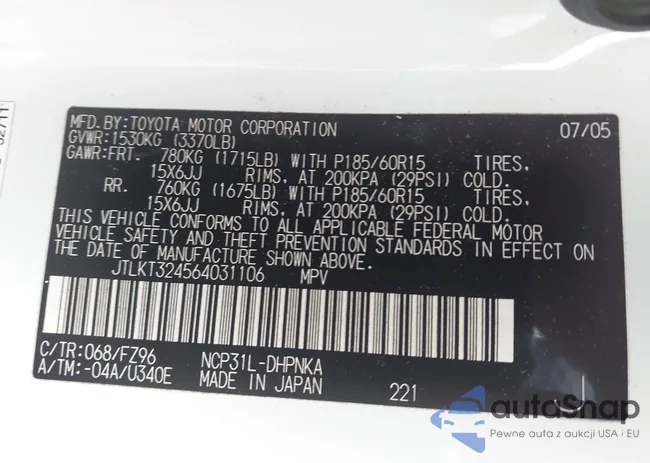 MFD.BY:TOYOTA MOTOR CORPORATION 07/05
GVWR:1530KG (3370LB)
GAWR:FRT. 780KG (1715LB) WITH P185/60R15 TIRES,
15X6JJ RIMS, AT 200KPA (29PSI) COLD.
RR. 760KG (1675LB) WITH P185/60R15 TIRES,
15X6JJ RIMS, AT 200KPA (29PSI) COLD.
THIS VEHICLE CONFORMS TO ALL APPLICABLE FEDERAL MOTOR
VEHICLE SAFETY AND THEFT PREVENTION STANDARDS IN EFFECT ON
THE DATE OF MANUFACTURE SHOWN ABOVE.
JTLKT324564031106 MPV
C/TR:068/FZ96 NCP31L-DHPNKA
A/TM:-04A/U340E MADE IN JAPAN 221 J
autoSnap
Pewne auta z aukcji USA i EU